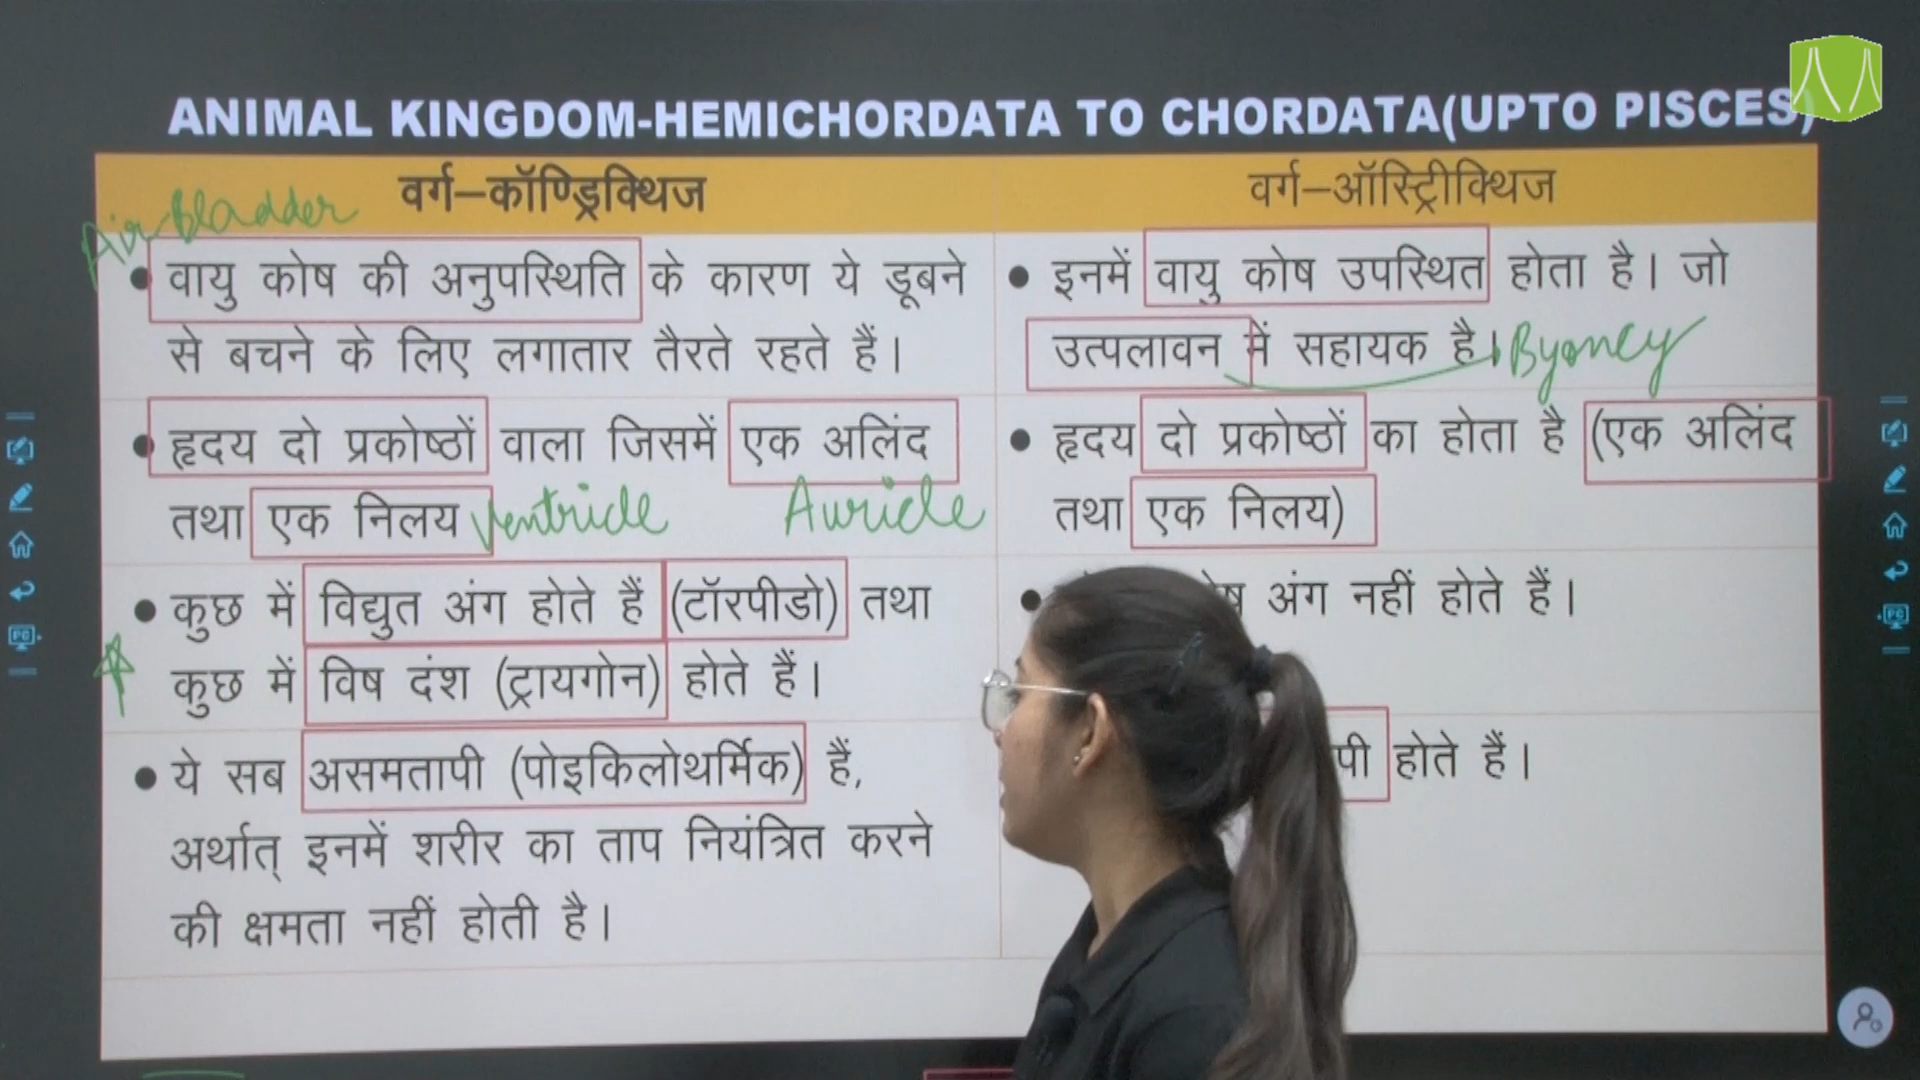 ANIMAL KINGDOM-HEMICHORDATA TO CHORDATA(UPTO PISCES)
वर्ग–कॉण्ड्रिक्थिज
Air Bladder
• वायु कोष की अनुपस्थिति के कारण ये डूबने
से बचने के लिए लगातार तैरते रहते हैं।
• हृदय दो प्रकोष्ठों वाला जिसमें एक अलिंद
तथा एक निलय Ventricle Auricle
• कुछ में विद्युत अंग होते हैं (टॉरपीडो) तथा
कुछ में विष दंश (ट्रायगोन) होते हैं।
• ये सब असमतापी (पोइकिलोथर्मिक) हैं,
अर्थात् इनमें शरीर का ताप नियंत्रित करने
की क्षमता नहीं होती है।
वर्ग–ऑस्ट्रीक्थिज
• इनमें वायु कोष उपस्थित होता है। जो
उत्पलावन में सहायक है। Byoncy
• हृदय दो प्रकोष्ठों का होता है (एक अलिंद
तथा एक निलय)
• अंग नहीं होते हैं।
होते हैं।
PC
PC